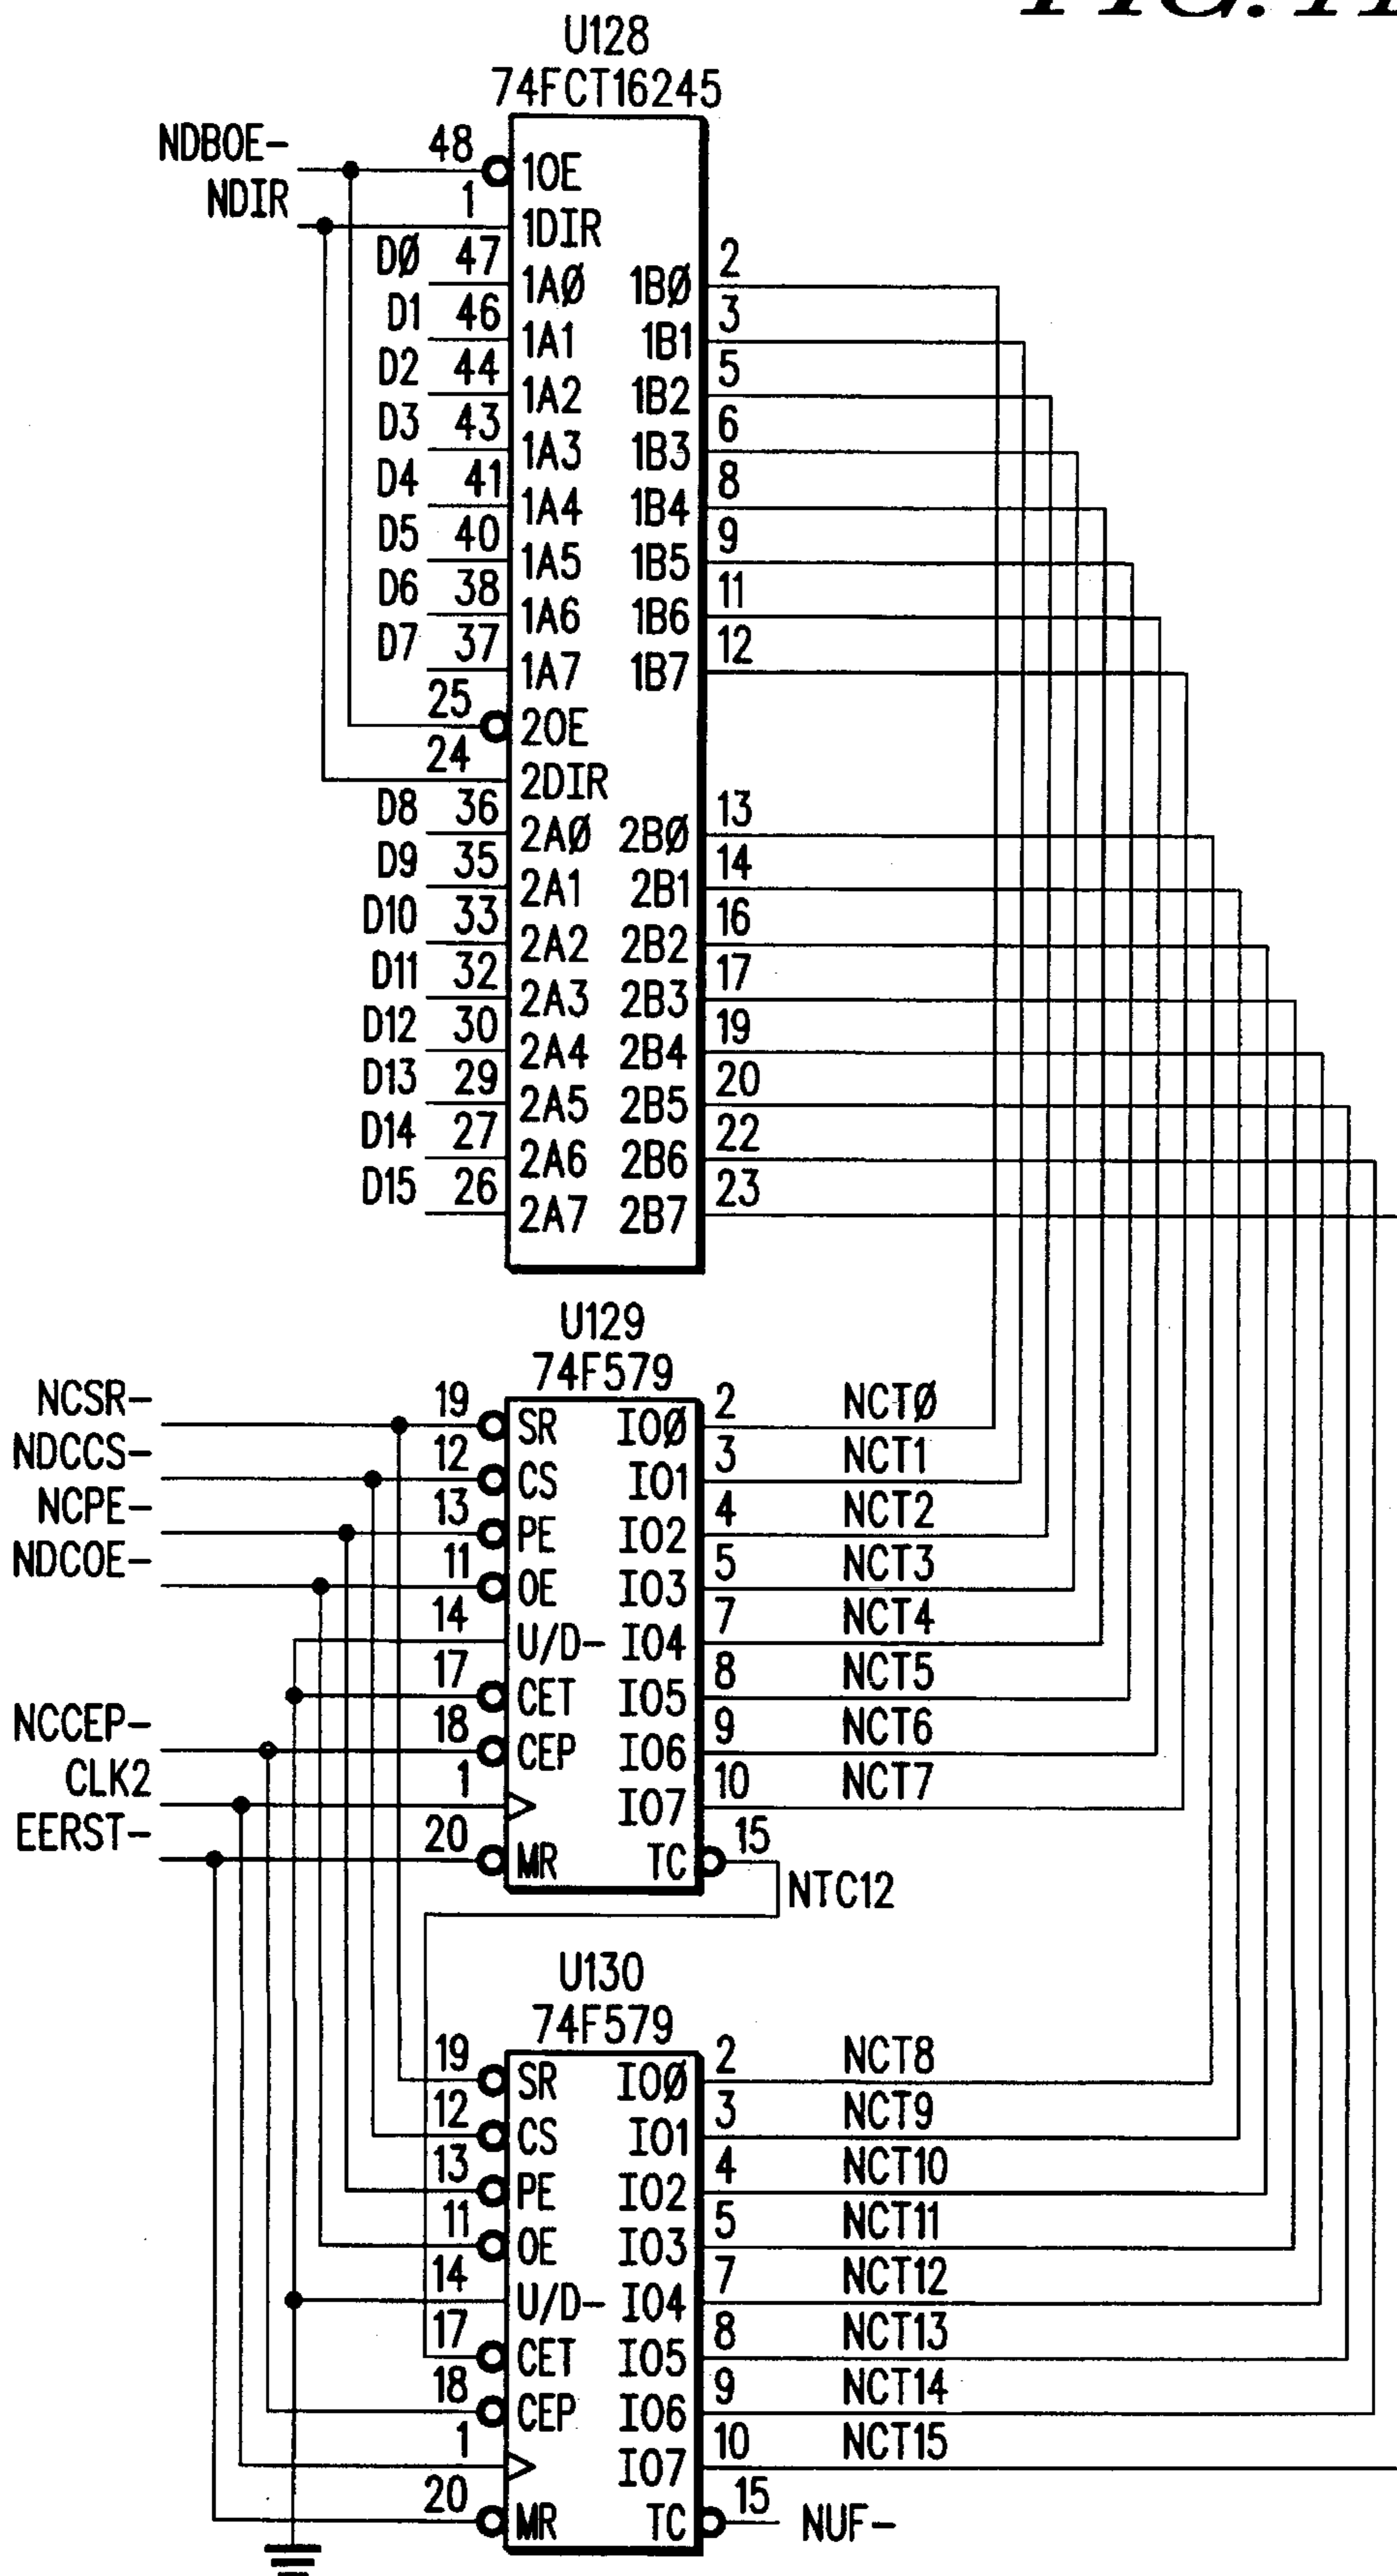 U128
74FCT16245
NDBOE- 48 1OE
NDIR 1 1DIR
DØ 47 1AØ 1BØ 2
D1 46 1A1 1B1 3
D2 44 1A2 1B2 5
D3 43 1A3 1B3 6
D4 41 1A4 1B4 8
D5 40 1A5 1B5 9
D6 38 1A6 1B6 11
D7 37 1A7 1B7 12
25 2OE
24 2DIR
D8 36 2AØ 2BØ 13
D9 35 2A1 2B1 14
D10 33 2A2 2B2 16
D11 32 2A3 2B3 17
D12 30 2A4 2B4 19
D13 29 2A5 2B5 20
D14 27 2A6 2B6 22
D15 26 2A7 2B7 23
U129
74F579
NCSR- 19 SR IOØ 2 NCTØ
NDCCS- 12 CS IO1 3 NCT1
NCPE- 13 PE IO2 4 NCT2
NDCOE- 11 OE IO3 5 NCT3
14 U/D- IO4 7 NCT4
17 CET IO5 8 NCT5
NCCEP- 18 CEP IO6 9 NCT6
CLK2 1 IO7 10 NCT7
EERST- 20 MR TC 15
NTC12
U130
74F579
19 SR IOØ 2 NCT8
12 CS IO1 3 NCT9
13 PE IO2 4 NCT10
11 OE IO3 5 NCT11
14 U/D- IO4 7 NCT12
17 CET IO5 8 NCT13
18 CEP IO6 9 NCT14
1 IO7 10 NCT15
20 MR TC 15 NUF-